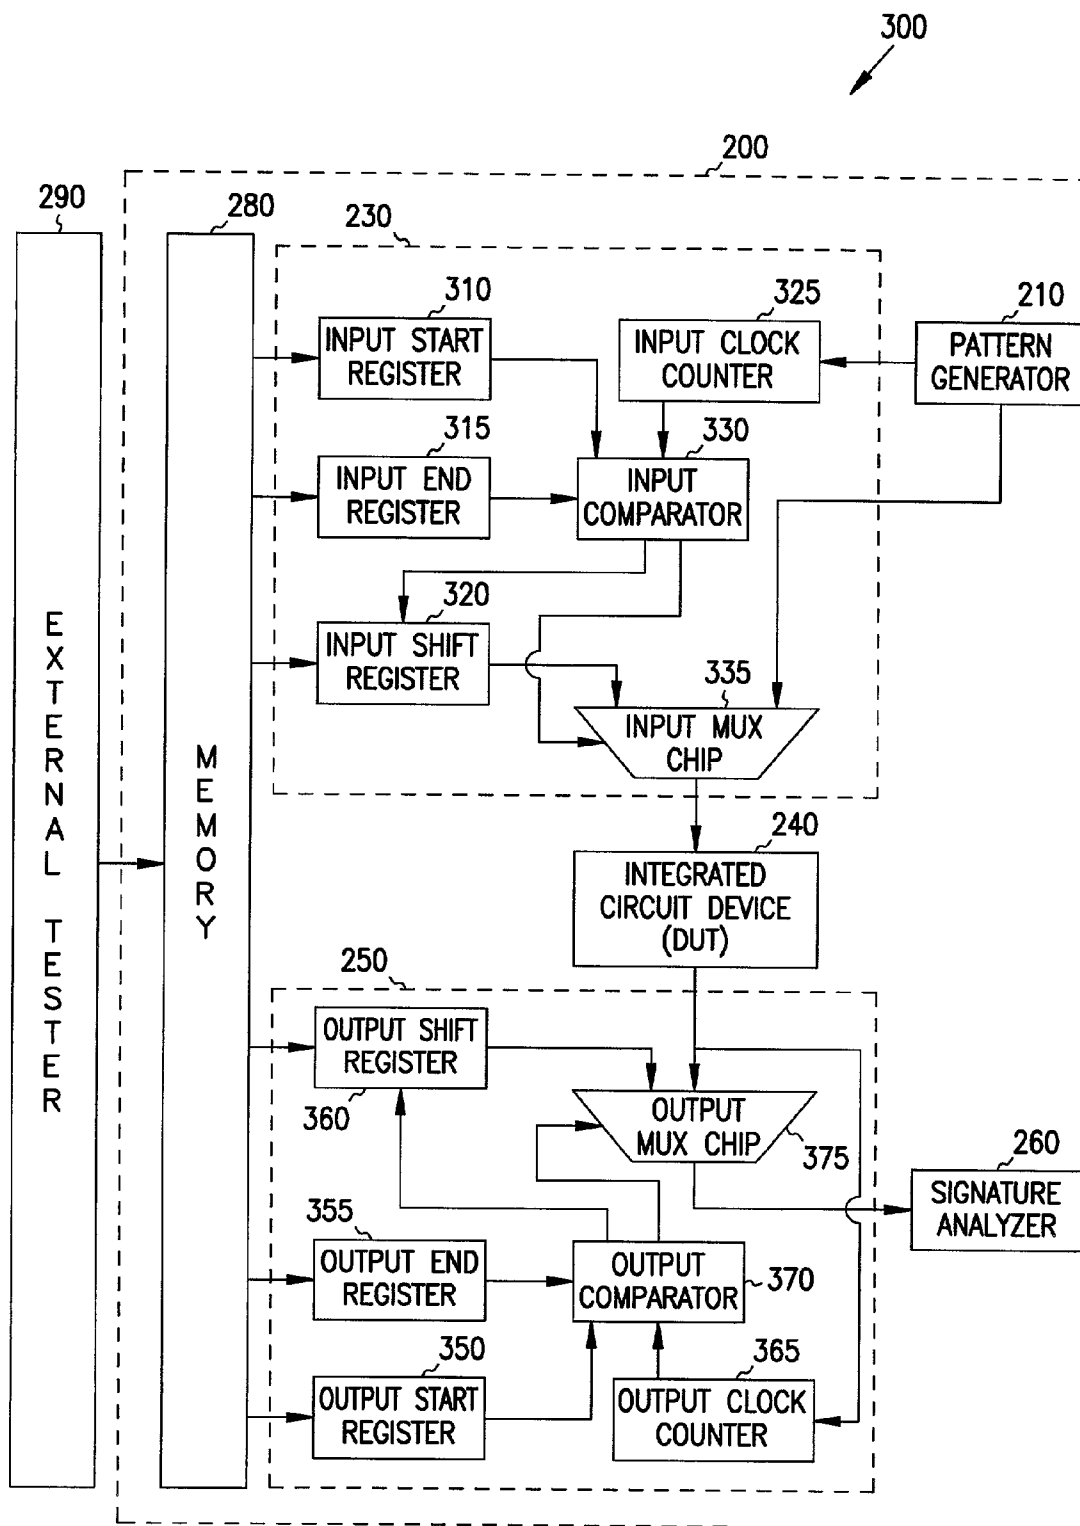 300
200
290
280
230
310
325
210
INPUT START
REGISTER
INPUT CLOCK
COUNTER
PATTERN
GENERATOR
315
330
INPUT END
REGISTER
INPUT
COMPARATOR
320
INPUT SHIFT
REGISTER
335
INPUT MUX
CHIP
EXTERNAL TESTER
MEMORY
240
INTEGRATED
CIRCUIT DEVICE
(DUT)
250
OUTPUT SHIFT
REGISTER
360
OUTPUT
MUX CHIP
375
260
SIGNATURE
ANALYZER
355
OUTPUT END
REGISTER
OUTPUT
COMPARATOR
370
350
365
OUTPUT START
REGISTER
OUTPUT CLOCK
COUNTER